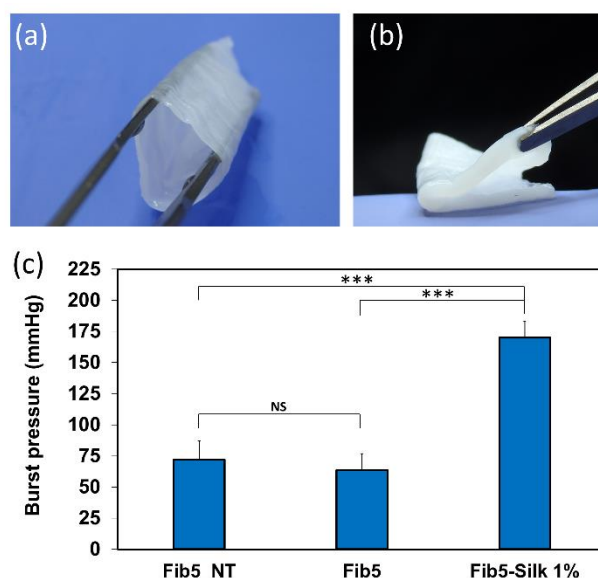 (a)
(b)
(c)
Burst pressure (mmHg)
225
200
175
150
125
100
75
50
25
0
***
***
NS
Fib5 NT
Fib5
Fib5-Silk 1%